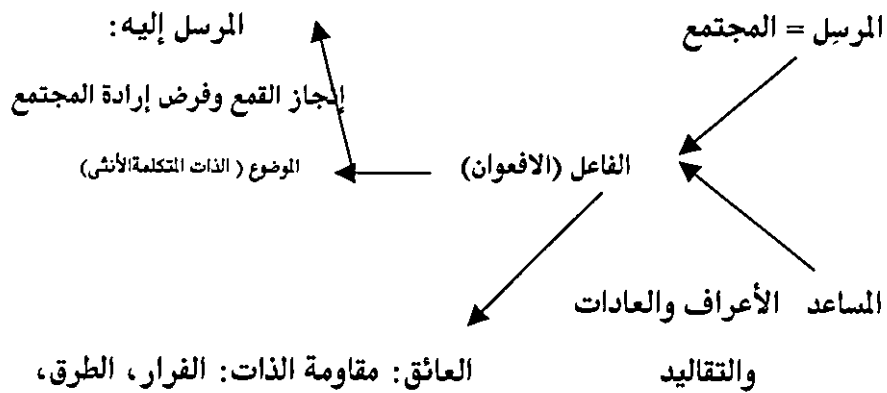 المرسِل = المجتمع
المرسل إليه:
إنجاز القمع وفرض إرادة المجتمع
الفاعل (الافعوان)
الموضوع ( الذات المتكلمةالأنثى)
المساعد الأعراف والعادات
والتقاليد
العائق: مقاومة الذات: الفرار، الطرق،